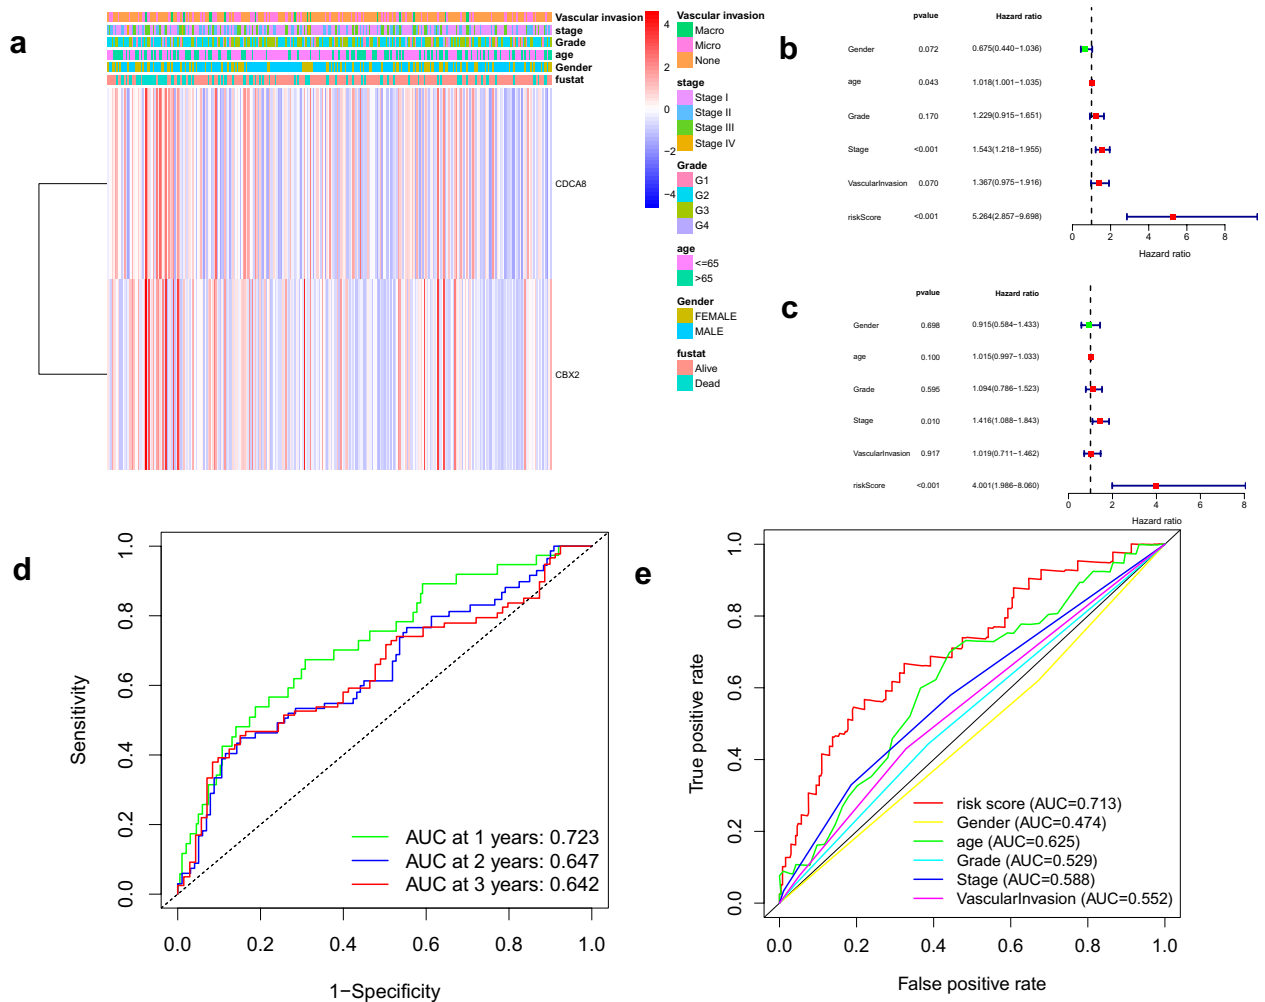 a
Vascular invasion
stage
Grade
age
Gender
fustat
CDCA8
CBX2
4
2
0
−2
−4
Vascular invasion
Macro
Micro
None
stage
Stage I
Stage II
Stage III
Stage IV
Grade
G1
G2
G3
G4
age
<=65
>65
Gender
FEMALE
MALE
fustat
Alive
Dead
b
pvalue Hazard ratio
Gender 0.072 0.675(0.440−1.036)
age 0.043 1.018(1.001−1.035)
Grade 0.170 1.229(0.915−1.651)
Stage <0.001 1.543(1.218−1.955)
VascularInvasion 0.070 1.367(0.975−1.916)
riskScore <0.001 5.264(2.857−9.698)
0 2 4 6 8
Hazard ratio
c
pvalue Hazard ratio
Gender 0.698 0.915(0.584−1.433)
age 0.100 1.015(0.997−1.033)
Grade 0.595 1.094(0.786−1.523)
Stage 0.010 1.416(1.088−1.843)
VascularInvasion 0.917 1.019(0.711−1.462)
riskScore <0.001 4.001(1.986−8.060)
0 2 4 6 8
Hazard ratio
d
Sensitivity
1.0
0.8
0.6
0.4
0.2
0.0
AUC at 1 years: 0.723
AUC at 2 years: 0.647
AUC at 3 years: 0.642
0.0 0.2 0.4 0.6 0.8 1.0
1−Specificity
e
True positive rate
1.0
0.8
0.6
0.4
0.2
0.0
risk score (AUC=0.713)
Gender (AUC=0.474)
age (AUC=0.625)
Grade (AUC=0.529)
Stage (AUC=0.588)
VascularInvasion (AUC=0.552)
0.0 0.2 0.4 0.6 0.8 1.0
False positive rate